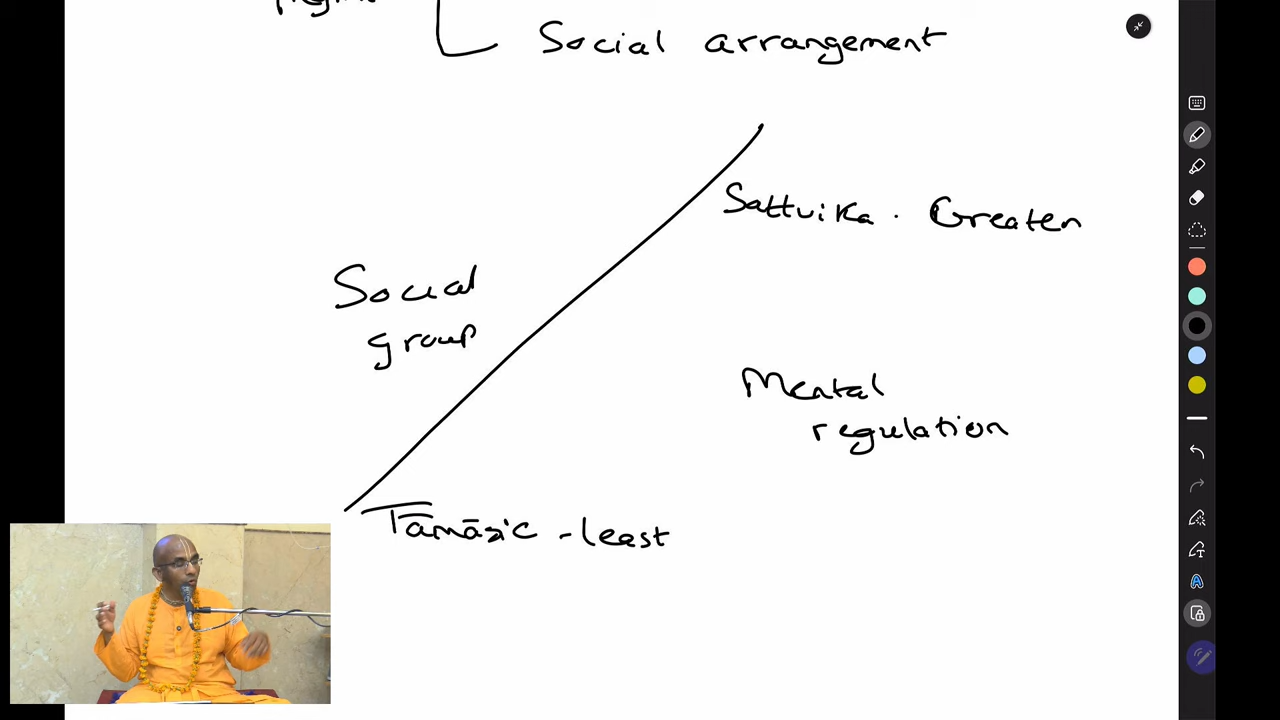 Social arrangement
Sattvika . Greater
Social
group
Mental
regulation
Tamasic - least